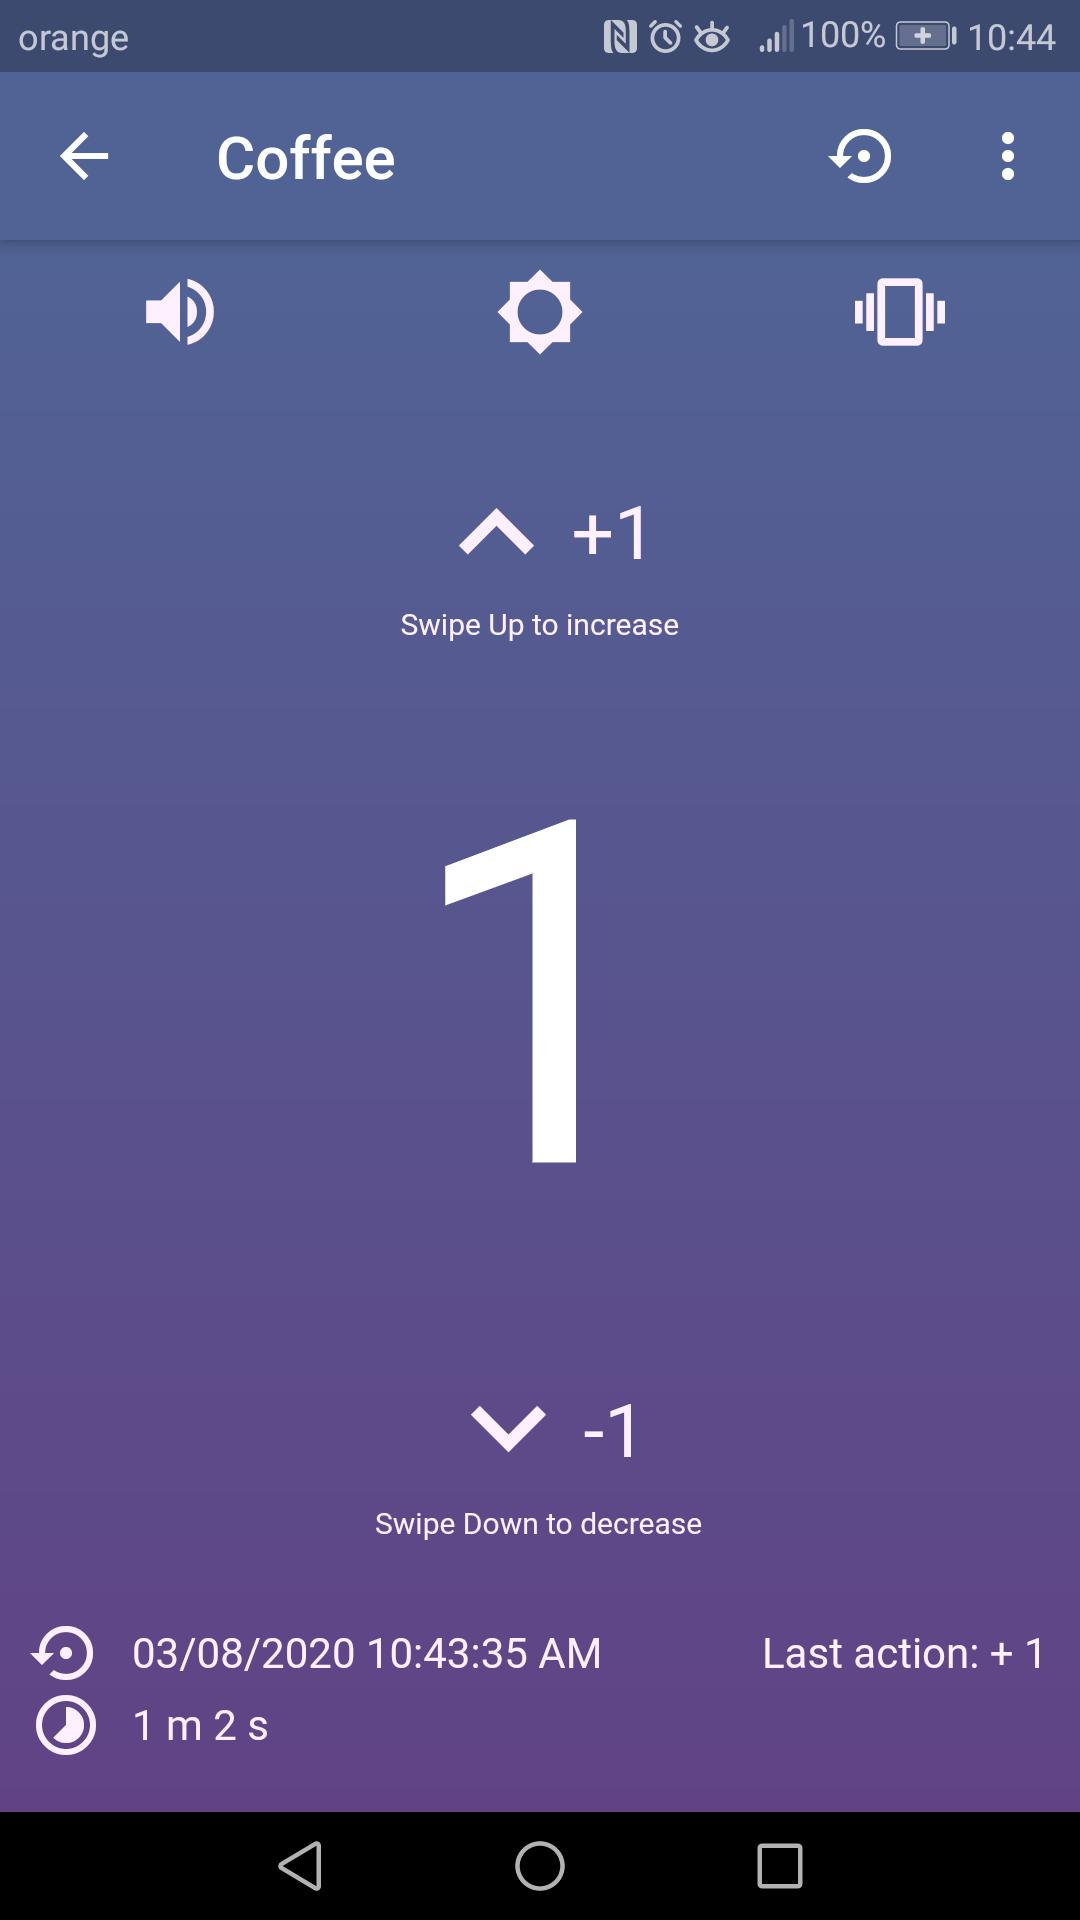 orange 100% 10:44
Coffee
+1
Swipe Up to increase
1
-1
Swipe Down to decrease
03/08/2020 10:43:35 AM Last action: + 1
1 m 2 s